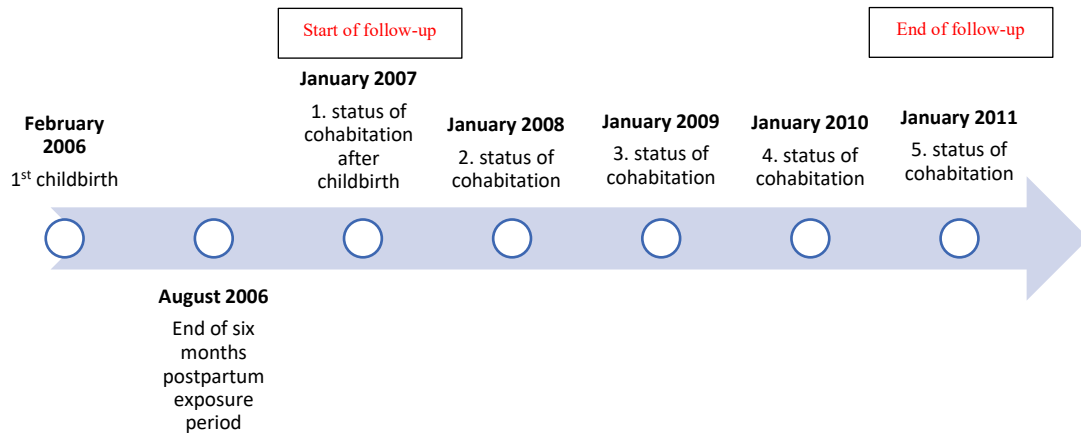 Start of follow-up
End of follow-up
February
2006
1st childbirth
August 2006
End of six
months
postpartum
exposure
period
January 2007
1. status of
cohabitation
after
childbirth
January 2008
2. status of
cohabitation
January 2009
3. status of
cohabitation
January 2010
4. status of
cohabitation
January 2011
5. status of
cohabitation